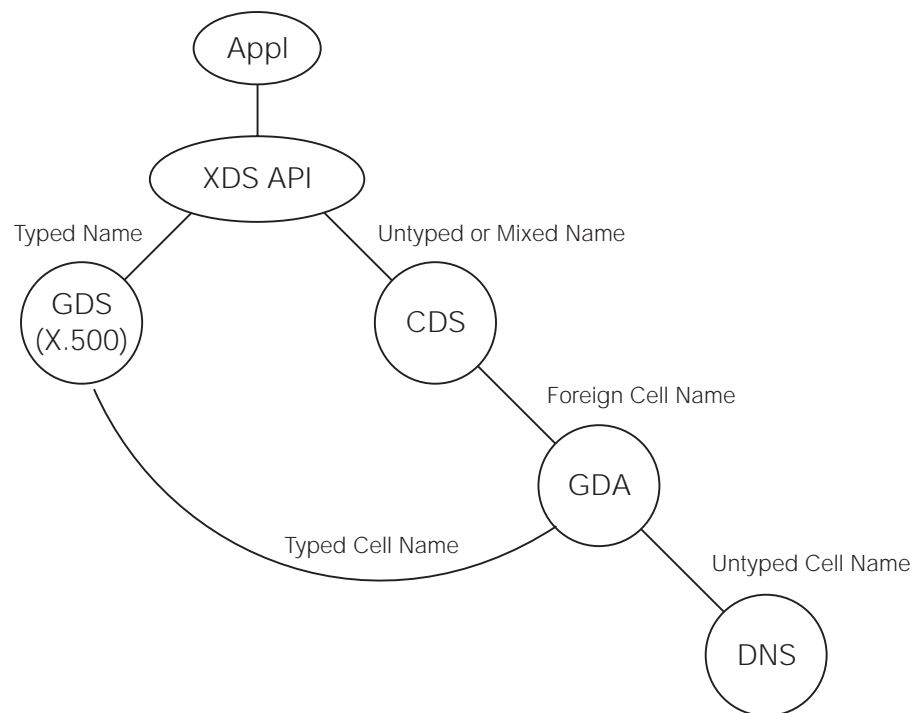 Appl
XDS API
Typed Name
Untyped or Mixed Name
GDS
(X.500)
CDS
Foreign Cell Name
GDA
Typed Cell Name
Untyped Cell Name
DNS